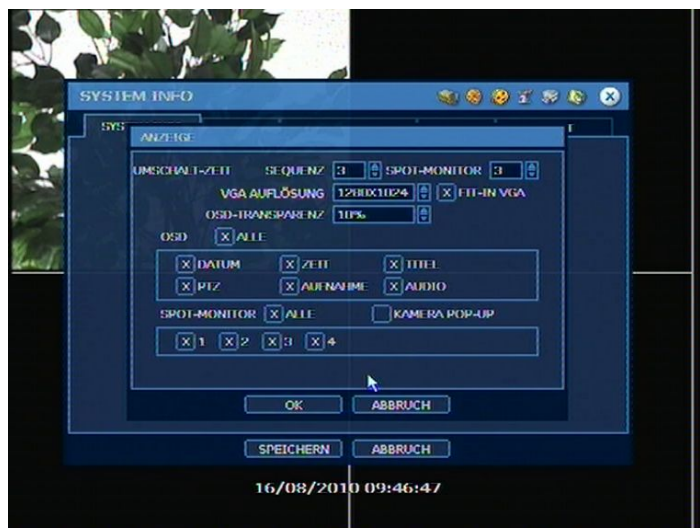 SYSTEM INFO
SYS
ANZEIGE
UMSCHALT-ZEIT SEQUENZ 3 SPOT-MONITOR 3
VGA AUFLÖSUNG 1280X1024 X FIT-IN VGA
OSD-TRANSPARENZ 10%
OSD X ALLE
X DATUM X ZEIT X TITEL
X PTZ X AUFNAHME X AUDIO
SPOT-MONITOR X ALLE KAMERA POP-UP
X 1 X 2 X 3 X 4
OK ABBRUCH
SPEICHERN ABBRUCH
16/08/2010 09:46:47